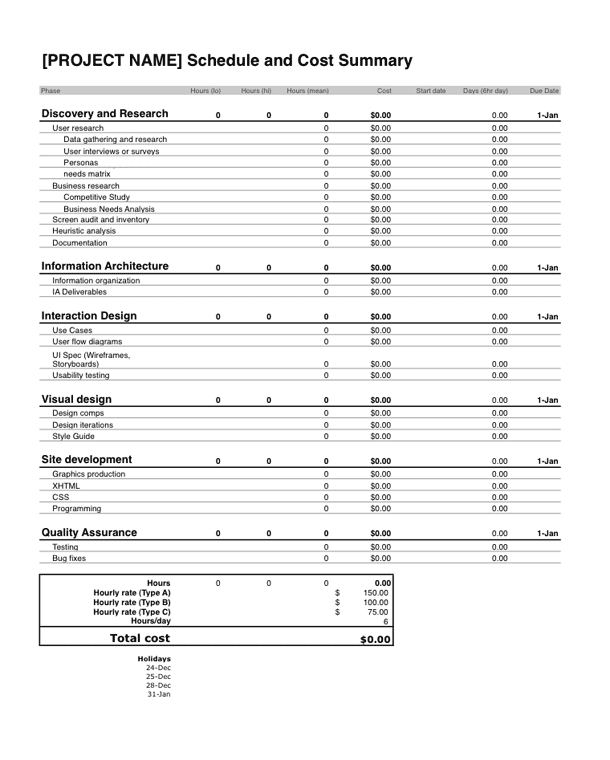 [PROJECT NAME] Schedule and Cost Summary
Phase Hours (lo) Hours (hi) Hours (mean) Cost Start date Days (6hr day) Due Date
Discovery and Research 0 0 0 $0.00 0.00 1-Jan
User research 0 $0.00 0.00
Data gathering and research 0 $0.00 0.00
User interviews or surveys 0 $0.00 0.00
Personas 0 $0.00 0.00
needs matrix 0 $0.00 0.00
Business research 0 $0.00 0.00
Competitive Study 0 $0.00 0.00
Business Needs Analysis 0 $0.00 0.00
Screen audit and inventory 0 $0.00 0.00
Heuristic analysis 0 $0.00 0.00
Documentation 0 $0.00 0.00
Information Architecture 0 0 0 $0.00 0.00 1-Jan
Information organization 0 $0.00 0.00
IA Deliverables 0 $0.00 0.00
Interaction Design 0 0 0 $0.00 0.00 1-Jan
Use Cases 0 $0.00 0.00
User flow diagrams 0 $0.00 0.00
UI Spec (Wireframes,
Storyboards) 0 $0.00 0.00
Usability testing 0 $0.00 0.00
Visual design 0 0 0 $0.00 0.00 1-Jan
Design comps 0 $0.00 0.00
Design iterations 0 $0.00 0.00
Style Guide 0 $0.00 0.00
Site development 0 0 0 $0.00 0.00 1-Jan
Graphics production 0 $0.00 0.00
XHTML 0 $0.00 0.00
CSS 0 $0.00 0.00
Programming 0 $0.00 0.00
Quality Assurance 0 0 0 $0.00 0.00 1-Jan
Testing 0 $0.00 0.00
Bug fixes 0 $0.00 0.00
Hours 0 0 0 0.00
Hourly rate (Type A) $ 150.00
Hourly rate (Type B) $ 100.00
Hourly rate (Type C) $ 75.00
Hours/day 6
Total cost $0.00
Holidays
24-Dec
25-Dec
28-Dec
31-Jan